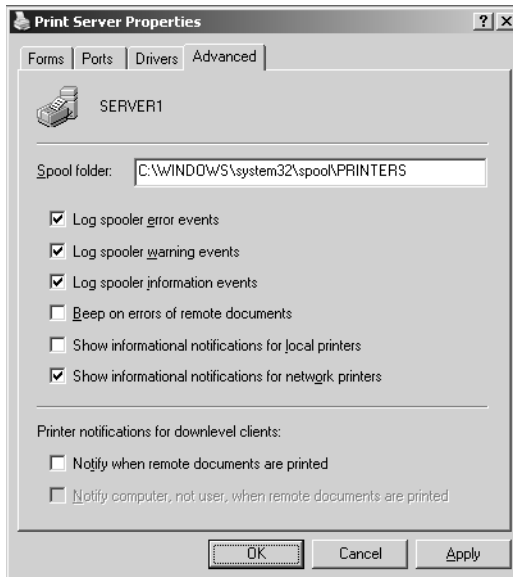 Print Server Properties
? X
Forms Ports Drivers Advanced
SERVER1
Spool folder: C:\WINDOWS\system32\spool\PRINTERS
Log spooler error events
Log spooler warning events
Log spooler information events
Beep on errors of remote documents
Show informational notifications for local printers
Show informational notifications for network printers
Printer notifications for downlevel clients:
Notify when remote documents are printed
Notify computer, not user, when remote documents are printed
OK Cancel Apply